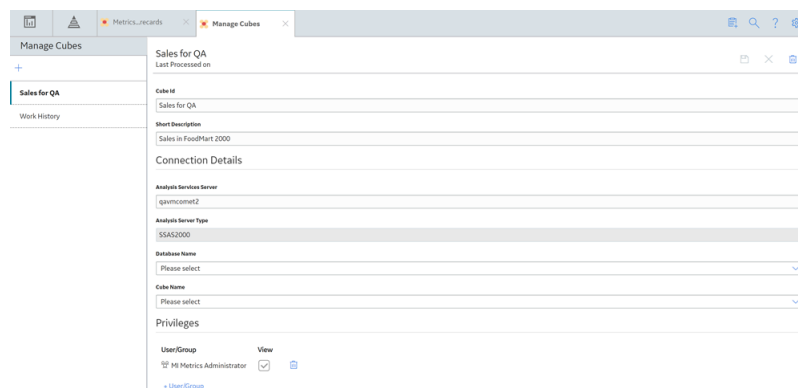 Metrics...recards
Manage Cubes
Manage Cubes
Sales for QA
Work History
Sales for QA
Last Processed on
Cube Id
Sales for QA
Short Description
Sales in FoodMart 2000
Connection Details
Analysis Services Server
qavmcomet2
Analysis Server Type
SSAS2000
Database Name
Please select
Cube Name
Please select
Privileges
User/Group View
MI Metrics Administrator
+ User/Group